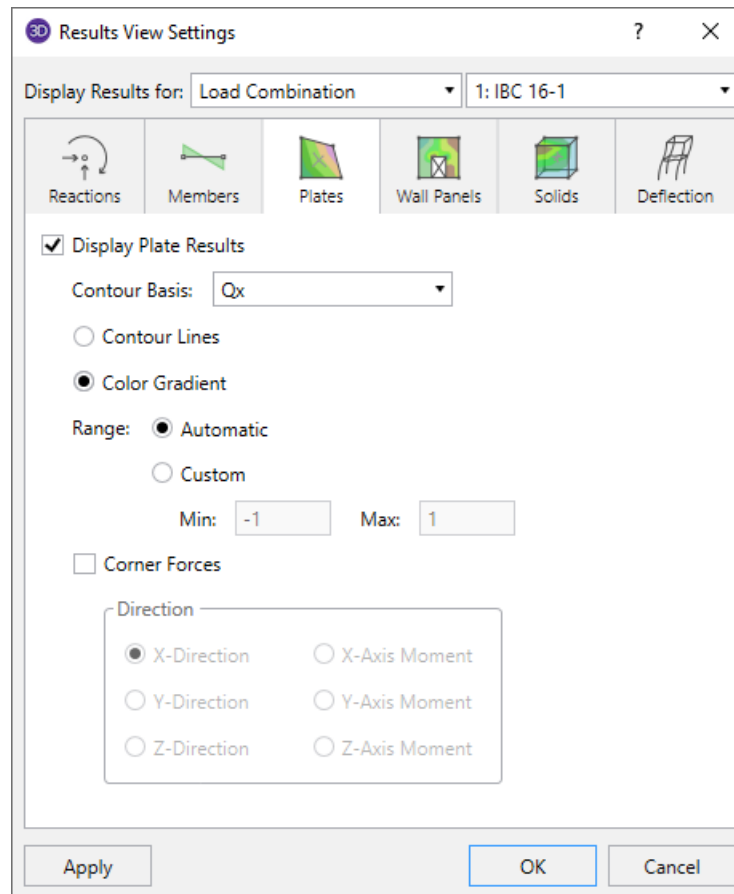 3D Results View Settings ? X
Display Results for: Load Combination 1: IBC 16-1
Reactions Members Plates Wall Panels Solids Deflection
Display Plate Results
Contour Basis: Qx
Contour Lines
Color Gradient
Range: Automatic
Custom
Min: -1 Max: 1
Corner Forces
Direction
X-Direction X-Axis Moment
Y-Direction Y-Axis Moment
Z-Direction Z-Axis Moment
Apply OK Cancel